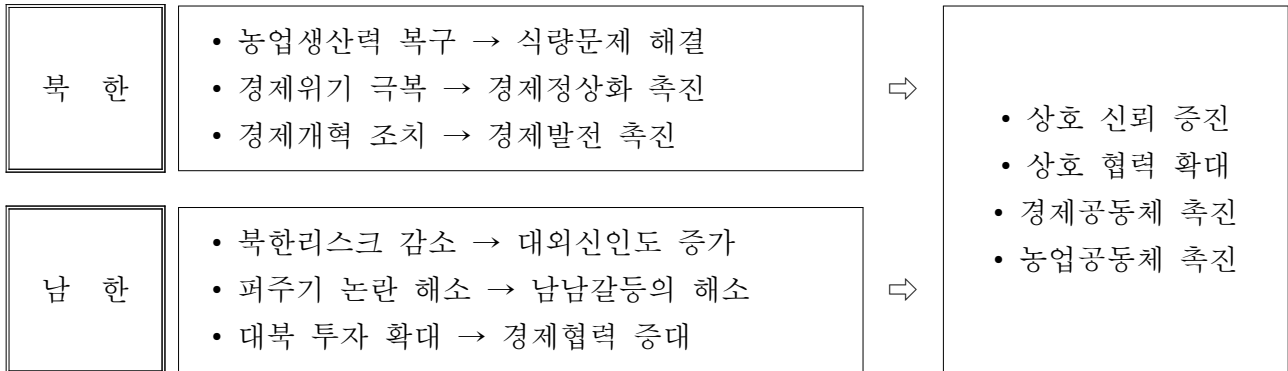 북 한
• 농업생산력 복구 → 식량문제 해결
• 경제위기 극복 → 경제정상화 촉진
• 경제개혁 조치 → 경제발전 촉진
⇨
남 한
• 북한리스크 감소 → 대외신인도 증가
• 퍼주기 논란 해소 → 남남갈등의 해소
• 대북 투자 확대 → 경제협력 증대
⇨
• 상호 신뢰 증진
• 상호 협력 확대
• 경제공동체 촉진
• 농업공동체 촉진